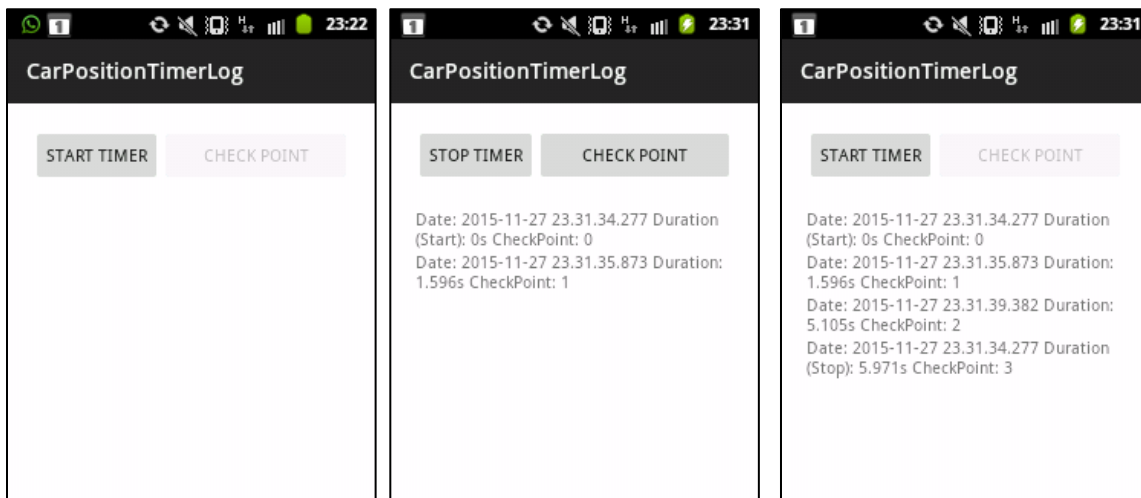 1
H
23:22
CarPositionTimerLog
START TIMER
CHECK POINT
1
H
23:31
CarPositionTimerLog
STOP TIMER
CHECK POINT
Date: 2015-11-27 23.31.34.277 Duration
(Start): 0s CheckPoint: 0
Date: 2015-11-27 23.31.35.873 Duration:
1.596s CheckPoint: 1
1
H
23:31
CarPositionTimerLog
START TIMER
CHECK POINT
Date: 2015-11-27 23.31.34.277 Duration
(Start): 0s CheckPoint: 0
Date: 2015-11-27 23.31.35.873 Duration:
1.596s CheckPoint: 1
Date: 2015-11-27 23.31.39.382 Duration:
5.105s CheckPoint: 2
Date: 2015-11-27 23.31.34.277 Duration
(Stop): 5.971s CheckPoint: 3